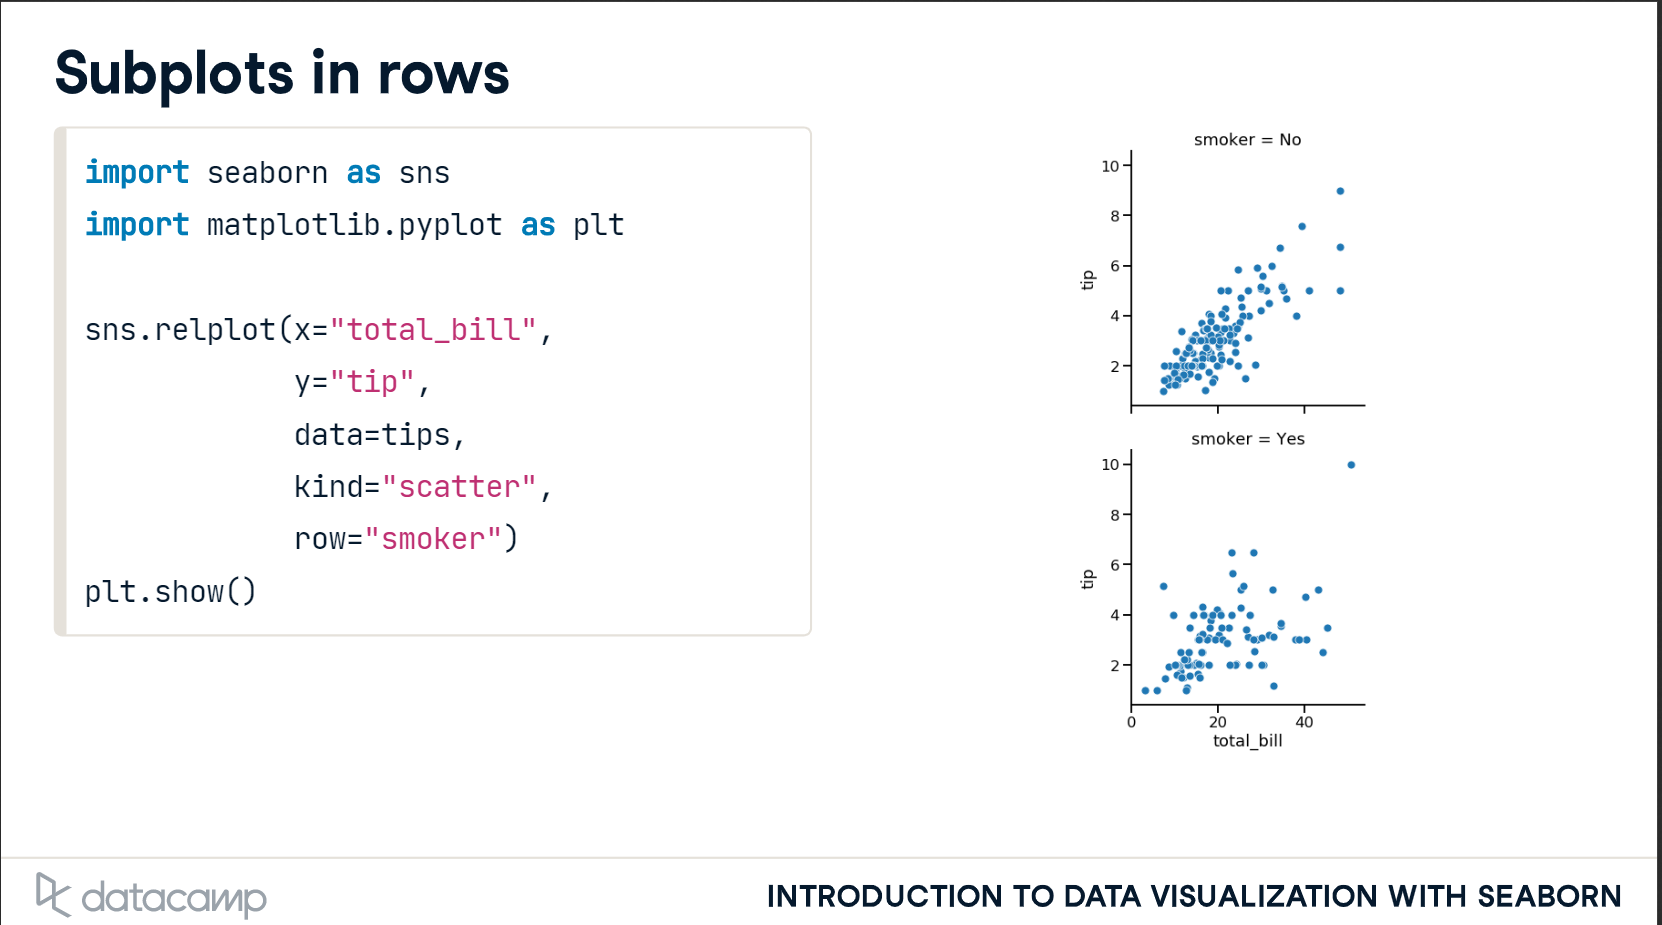 Subplots in rows
import seaborn as sns
import matplotlib.pyplot as plt
sns.relplot(x="total_bill",
y="tip",
data=tips,
kind="scatter",
row="smoker")
plt.show()
smoker = No
10
8
6
4
2
tip
smoker = Yes
10
8
6
4
2
tip
0 20 40
total_bill
datacamp
INTRODUCTION TO DATA VISUALIZATION WITH SEABORN